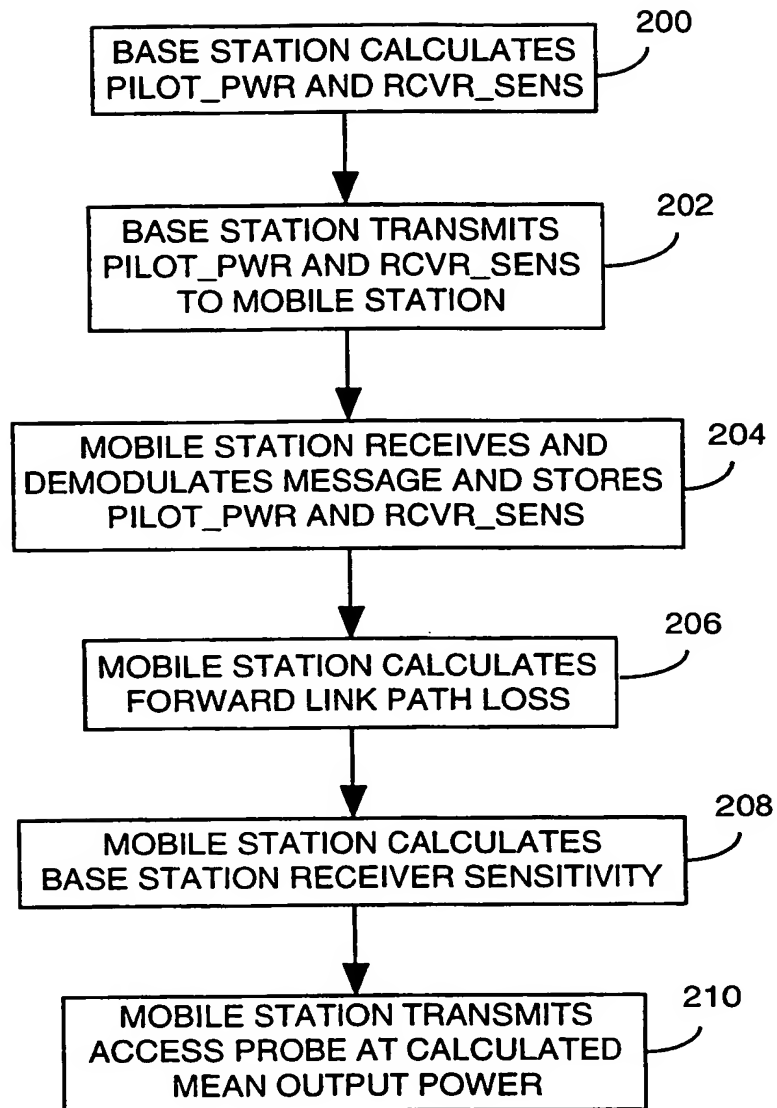 200
BASE STATION CALCULATES
PILOT_PWR AND RCVR_SENS
202
BASE STATION TRANSMITS
PILOT_PWR AND RCVR_SENS
TO MOBILE STATION
204
MOBILE STATION RECEIVES AND
DEMODULATES MESSAGE AND STORES
PILOT_PWR AND RCVR_SENS
206
MOBILE STATION CALCULATES
FORWARD LINK PATH LOSS
208
MOBILE STATION CALCULATES
BASE STATION RECEIVER SENSITIVITY
210
MOBILE STATION TRANSMITS
ACCESS PROBE AT CALCULATED
MEAN OUTPUT POWER